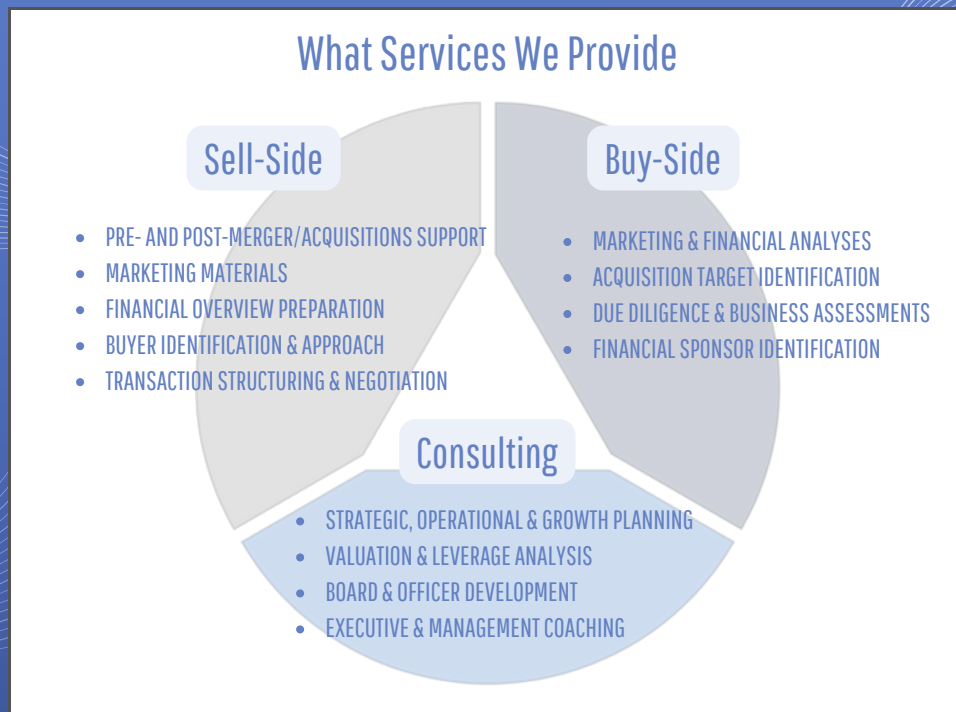 What Services We Provide
Sell-Side
• PRE- AND POST-MERGER/ACQUISITIONS SUPPORT
• MARKETING MATERIALS
• FINANCIAL OVERVIEW PREPARATION
• BUYER IDENTIFICATION & APPROACH
• TRANSACTION STRUCTURING & NEGOTIATION
Buy-Side
• MARKETING & FINANCIAL ANALYSES
• ACQUISITION TARGET IDENTIFICATION
• DUE DILIGENCE & BUSINESS ASSESSMENTS
• FINANCIAL SPONSOR IDENTIFICATION
Consulting
• STRATEGIC, OPERATIONAL & GROWTH PLANNING
• VALUATION & LEVERAGE ANALYSIS
• BOARD & OFFICER DEVELOPMENT
• EXECUTIVE & MANAGEMENT COACHING